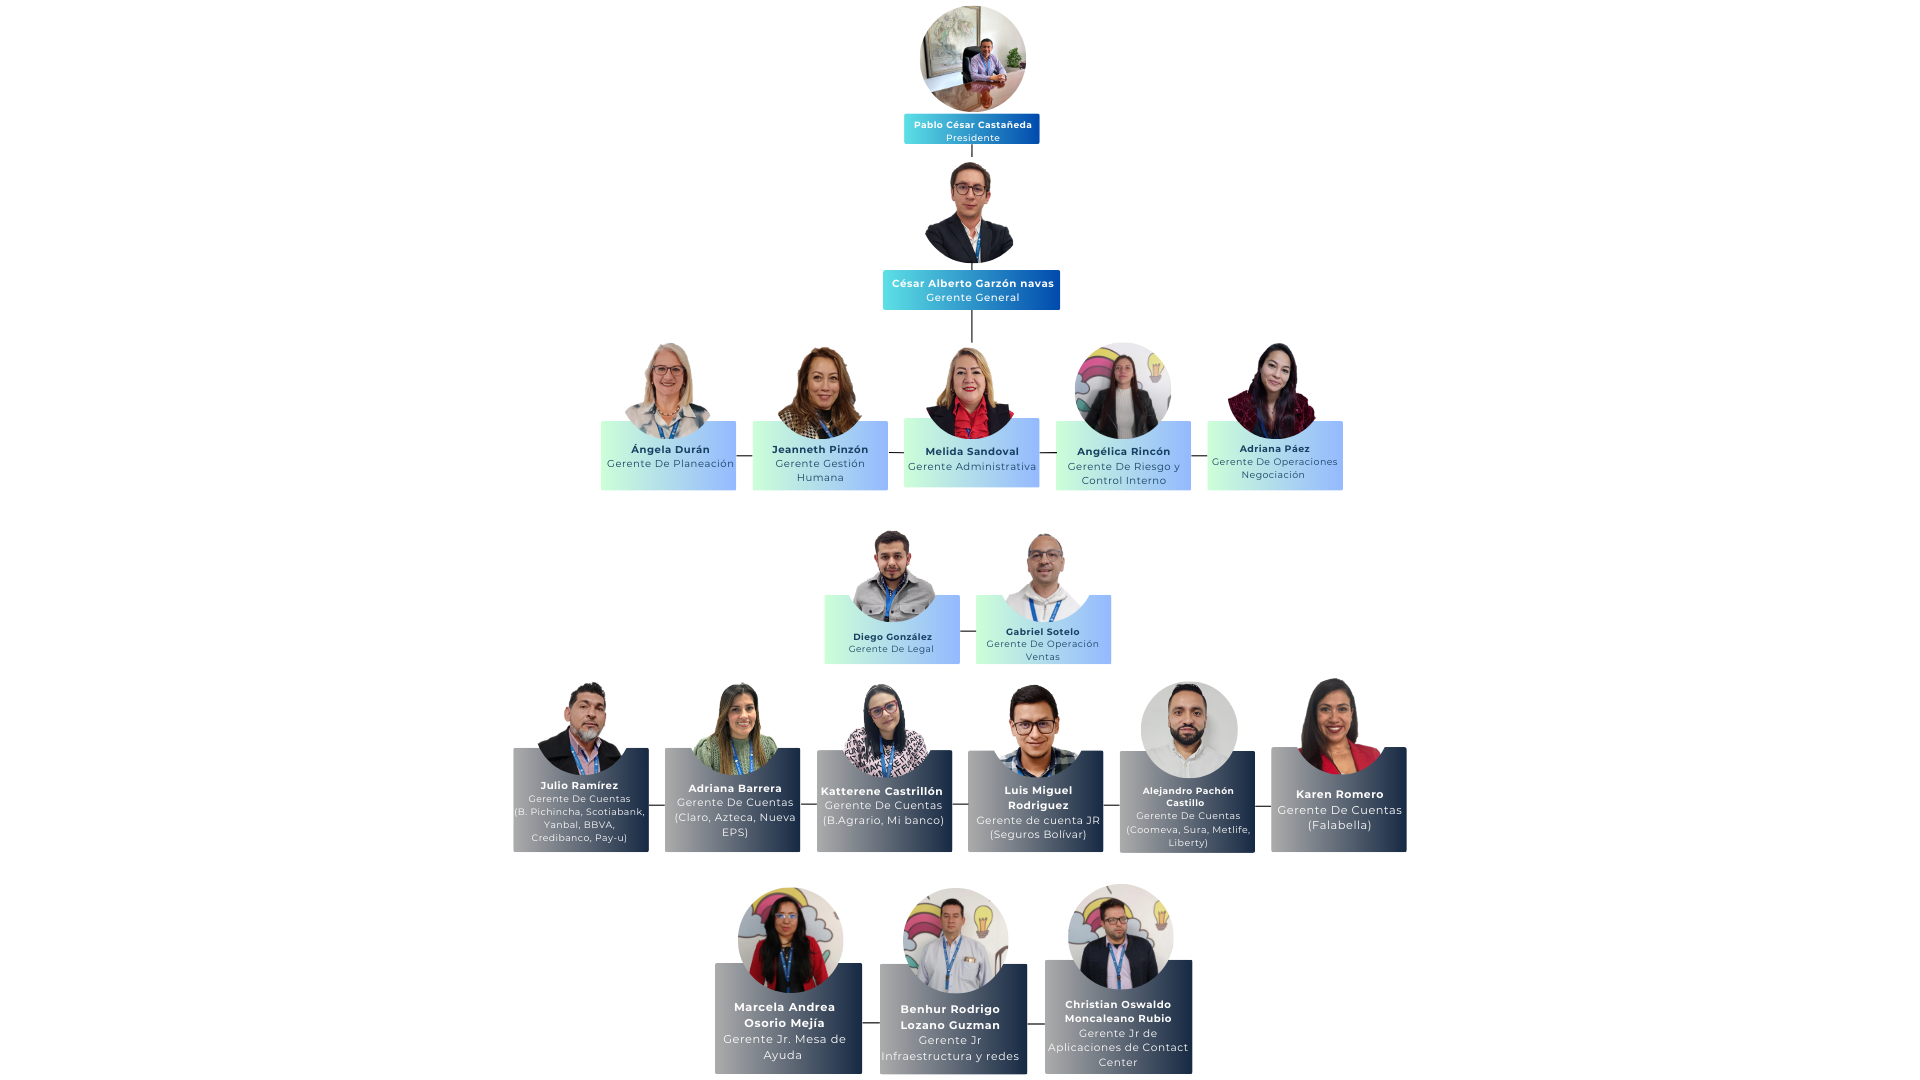 Pablo César Castañeda
Presidente
César Alberto Garzón navas
Gerente General
Ángela Durán
Gerente De Planeación
Jeanneth Pinzón
Gerente Gestión
Humana
Melida Sandoval
Gerente Administrativa
Angélica Rincón
Gerente De Riesgo y
Control Interno
Adriana Páez
Gerente De Operaciones
Negociación
Diego González
Gerente De Legal
Gabriel Sotelo
Gerente De Operación
Ventas
Julio Ramírez
Gerente De Cuentas
(B. Pichincha, Scotiabank,
Yanbal, BBVA,
Credibanco, Pay-u)
Adriana Barrera
Gerente De Cuentas
(Claro, Azteca, Nueva
EPS)
Katterene Castrillón
Gerente De Cuentas
(B.Agrario, Mi banco)
Luis Miguel
Rodriguez
Gerente de cuenta JR
(Seguros Bolívar)
Alejandro Pachón
Castillo
Gerente De Cuentas
(Coomeva, Sura, Metlife,
Liberty)
Karen Romero
Gerente De Cuentas
(Falabella)
Marcela Andrea
Osorio Mejía
Gerente Jr. Mesa de
Ayuda
Benhur Rodrigo
Lozano Guzman
Gerente Jr
Infraestructura y redes
Christian Oswaldo
Moncaleano Rubio
Gerente Jr de
Aplicaciones de Contact
Center